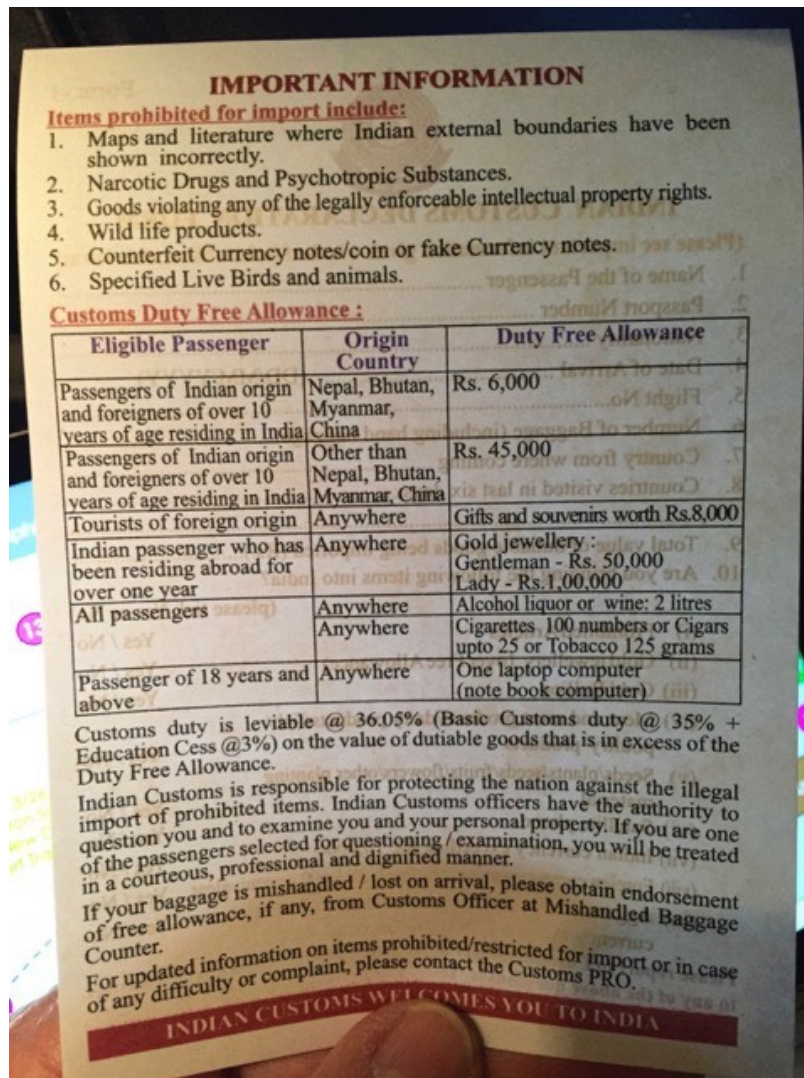 IMPORTANT INFORMATION
Items prohibited for import include:
1. Maps and literature where Indian external boundaries have been
shown incorrectly.
2. Narcotic Drugs and Psychotropic Substances.
3. Goods violating any of the legally enforceable intellectual property rights.
4. Wild life products.
5. Counterfeit Currency notes/coin or fake Currency notes.
6. Specified Live Birds and animals.
Customs Duty Free Allowance :
Eligible Passenger Origin Country Duty Free Allowance
Passengers of Indian origin Nepal, Bhutan, Rs. 6,000
and foreigners of over 10 Myanmar,
years of age residing in India China
Passengers of Indian origin Other than Rs. 45,000
and foreigners of over 10 Nepal, Bhutan,
years of age residing in India Myanmar, China
Tourists of foreign origin Anywhere Gifts and souvenirs worth Rs.8,000
Indian passenger who has Anywhere Gold jewellery :
been residing abroad for Gentleman - Rs. 50,000
over one year Lady - Rs.1,00,000
All passengers Anywhere Alcohol liquor or wine: 2 litres
Anywhere Cigarettes 100 numbers or Cigars
upto 25 or Tobacco 125 grams
Passenger of 18 years and Anywhere One laptop computer
above (note book computer)
Customs duty is leviable @ 36.05% (Basic Customs duty @ 35% +
Education Cess @3%) on the value of dutiable goods that is in excess of the
Duty Free Allowance.
Indian Customs is responsible for protecting the nation against the illegal
import of prohibited items. Indian Customs officers have the authority to
question you and to examine you and your personal property. If you are one
of the passengers selected for questioning / examination, you will be treated
in a courteous, professional and dignified manner.
If your baggage is mishandled / lost on arrival, please obtain endorsement
of free allowance, if any, from Customs Officer at Mishandled Baggage
Counter.
For updated information on items prohibited/restricted for import or in case
of any difficulty or complaint, please contact the Customs PRO.
INDIAN CUSTOMS WELCOMES YOU TO INDIA